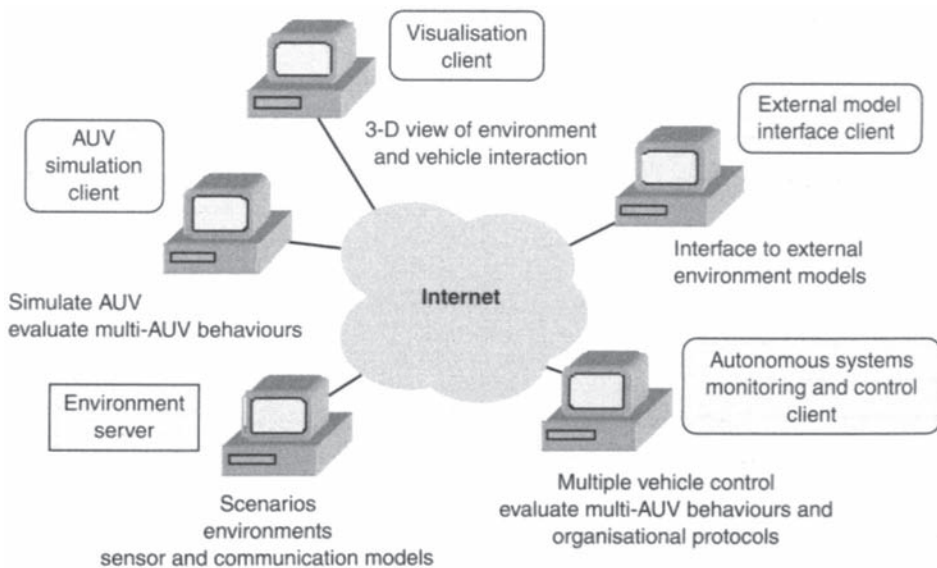 Visualisation
client
3-D view of environment
and vehicle interaction
External model
interface client
Interface to external
environment models
AUV
simulation
client
Simulate AUV
evaluate multi-AUV behaviours
Internet
Environment
server
Scenarios
environments
sensor and communication models
Autonomous systems
monitoring and control
client
Multiple vehicle control
evaluate multi-AUV behaviours and
organisational protocols